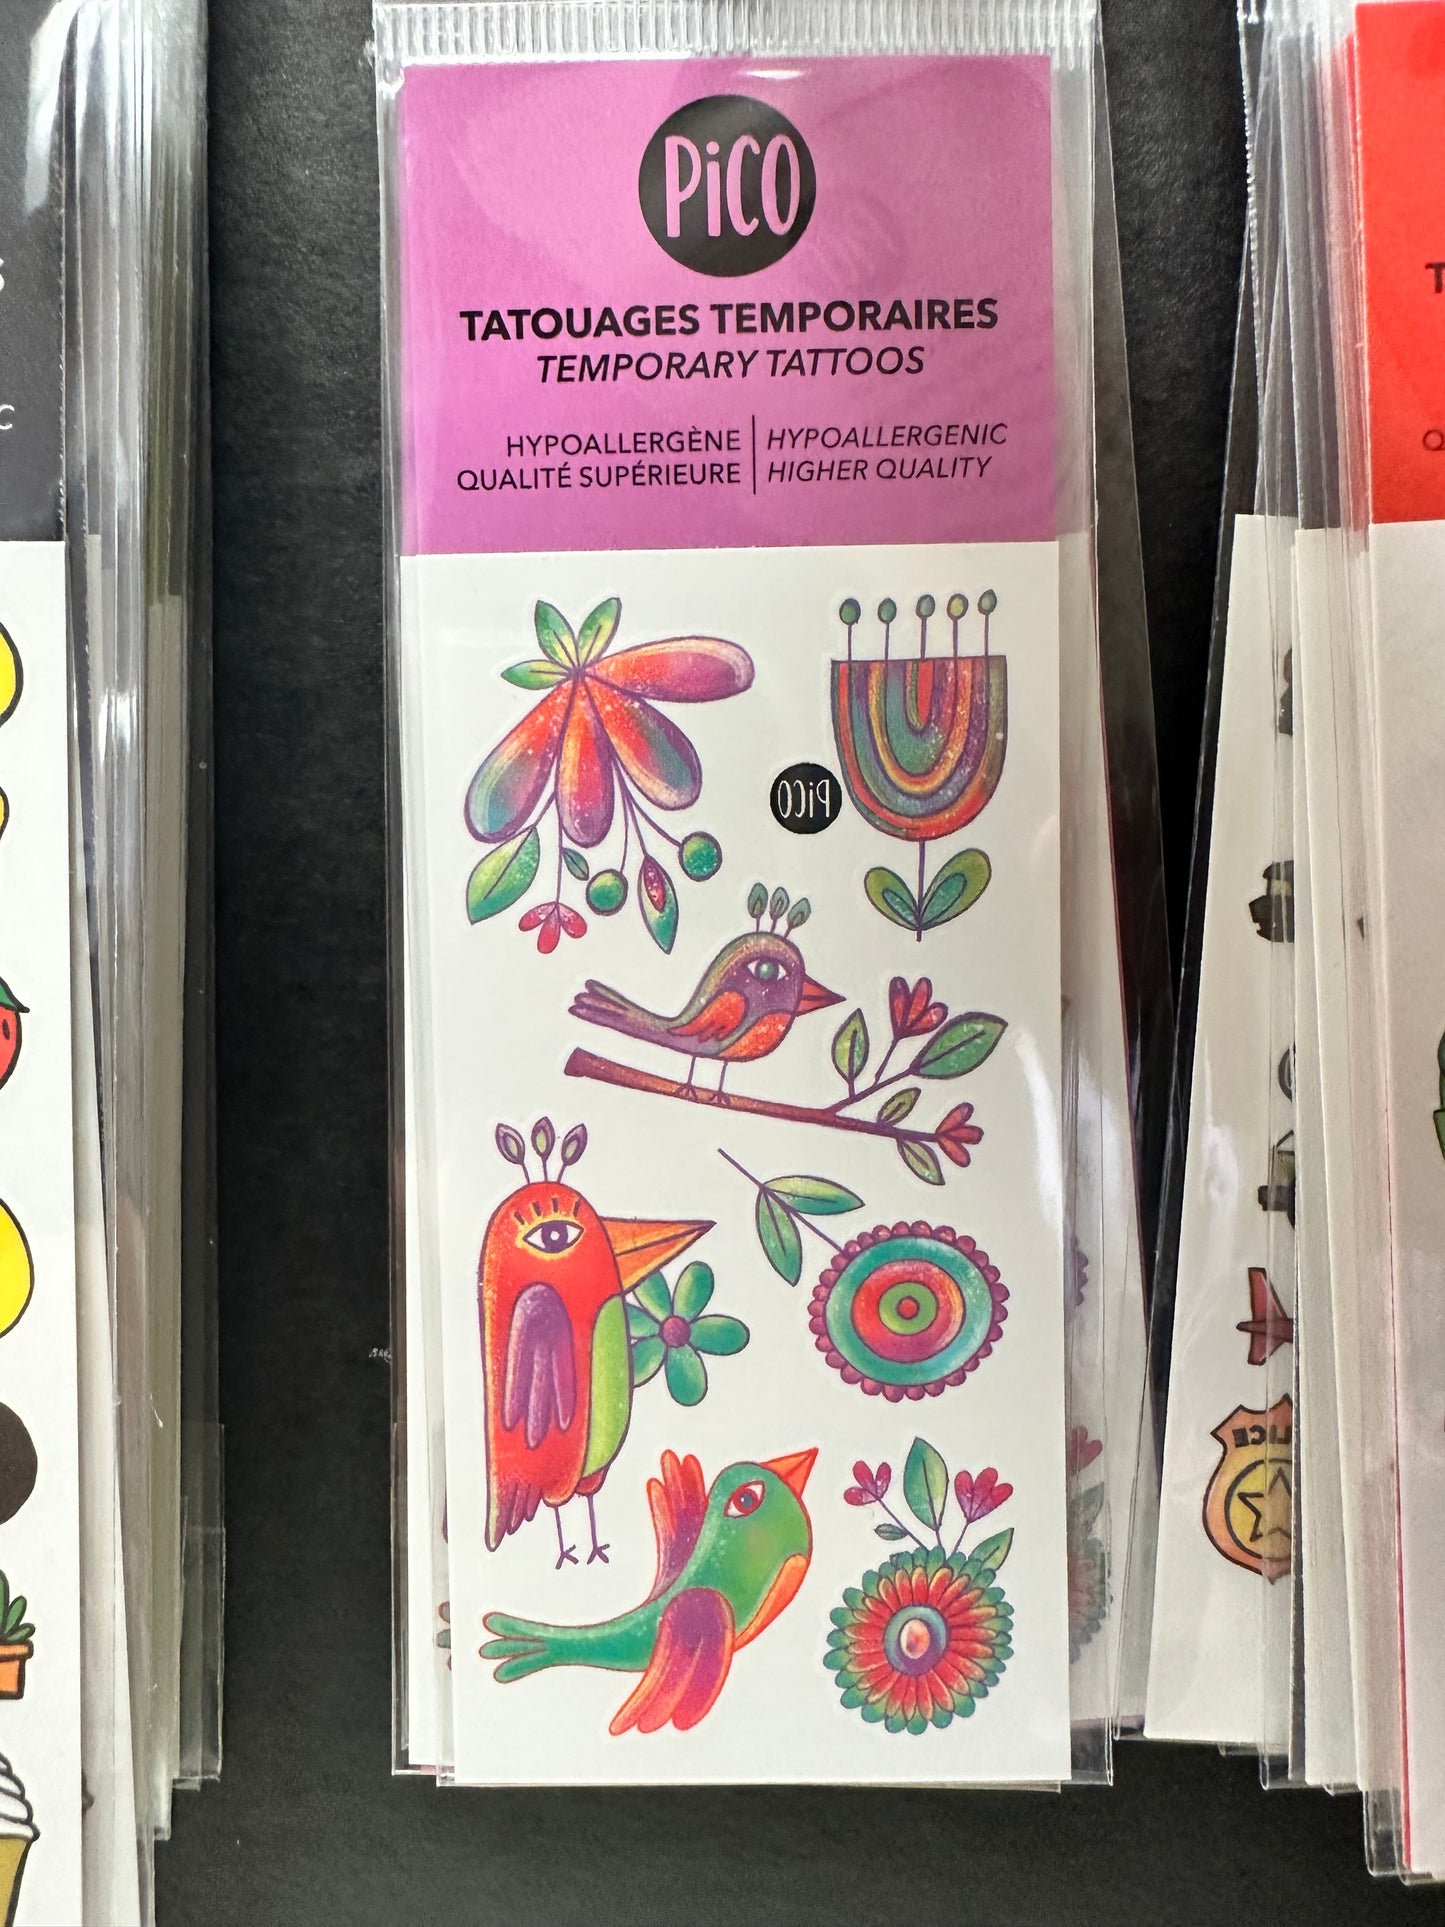 PiCO
TATOUAGES TEMPORAIRES
TEMPORARY TATTOOS
HYPOALLERGÈNE | HYPOALLERGENIC
QUALITÉ SUPÉRIEURE | HIGHER QUALITY
PiCO